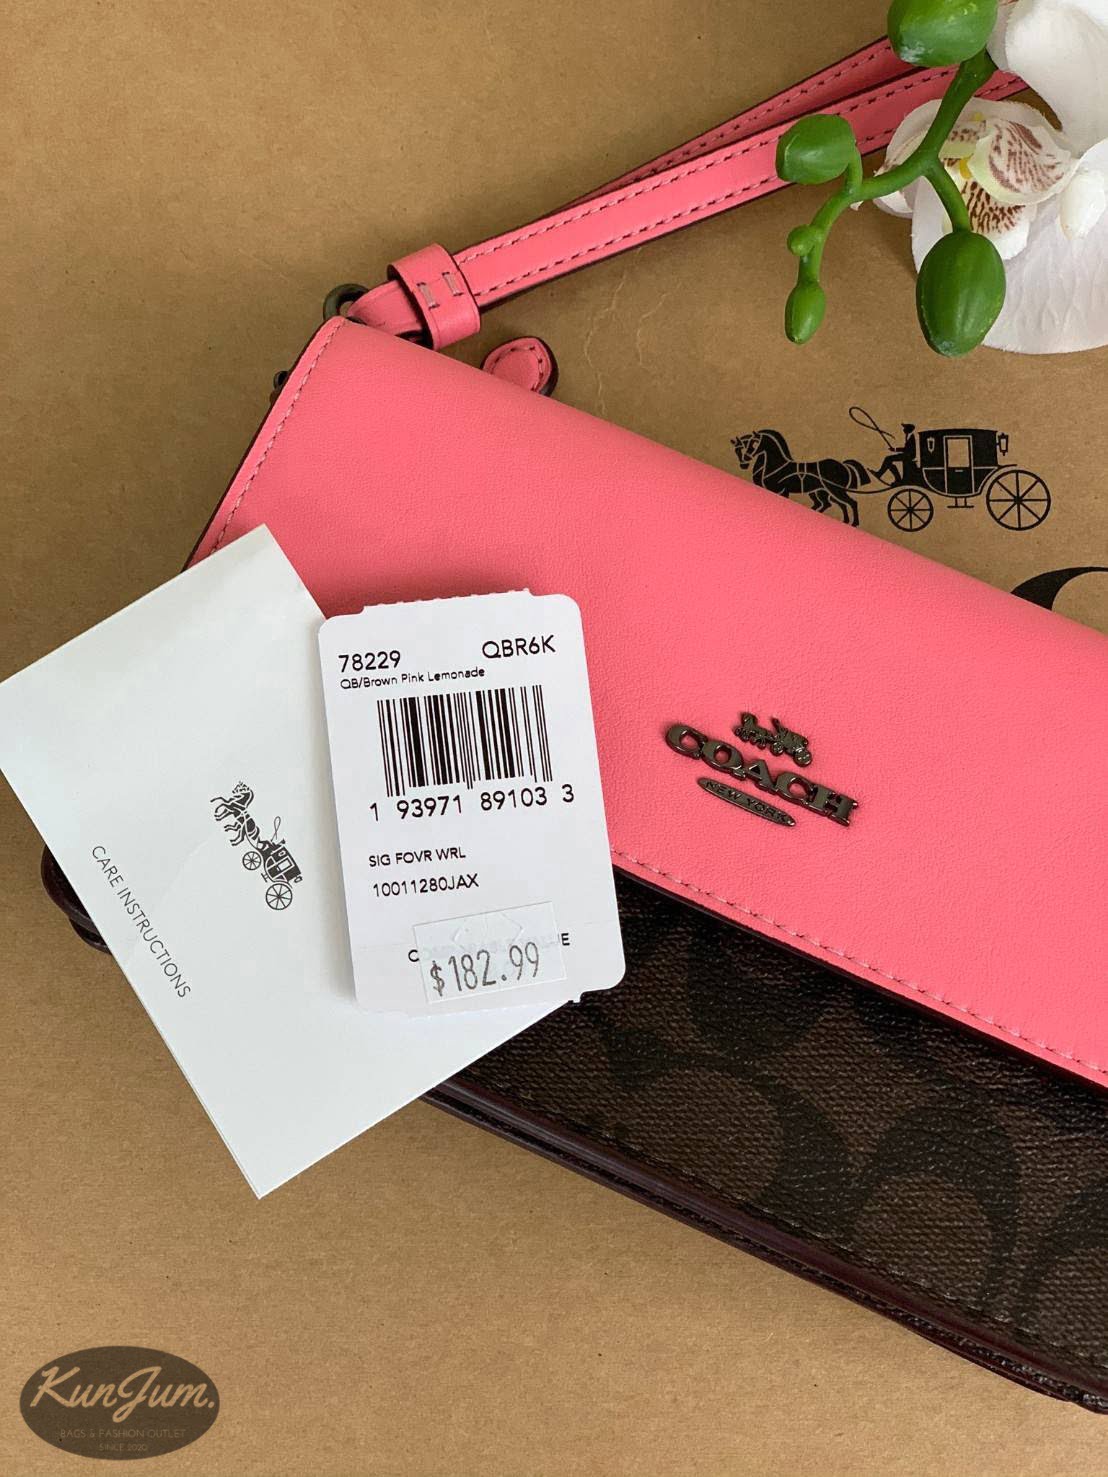 78229 QBR6K
QB/Brown Pink Lemonade
1 93971 89103 3
SIG FOVR WRL
10011280JAX
$182.99
CARE INSTRUCTIONS
COACH
NEW YORK
KunJum.
BAGS & FASHION OUTLET
SINCE 2020